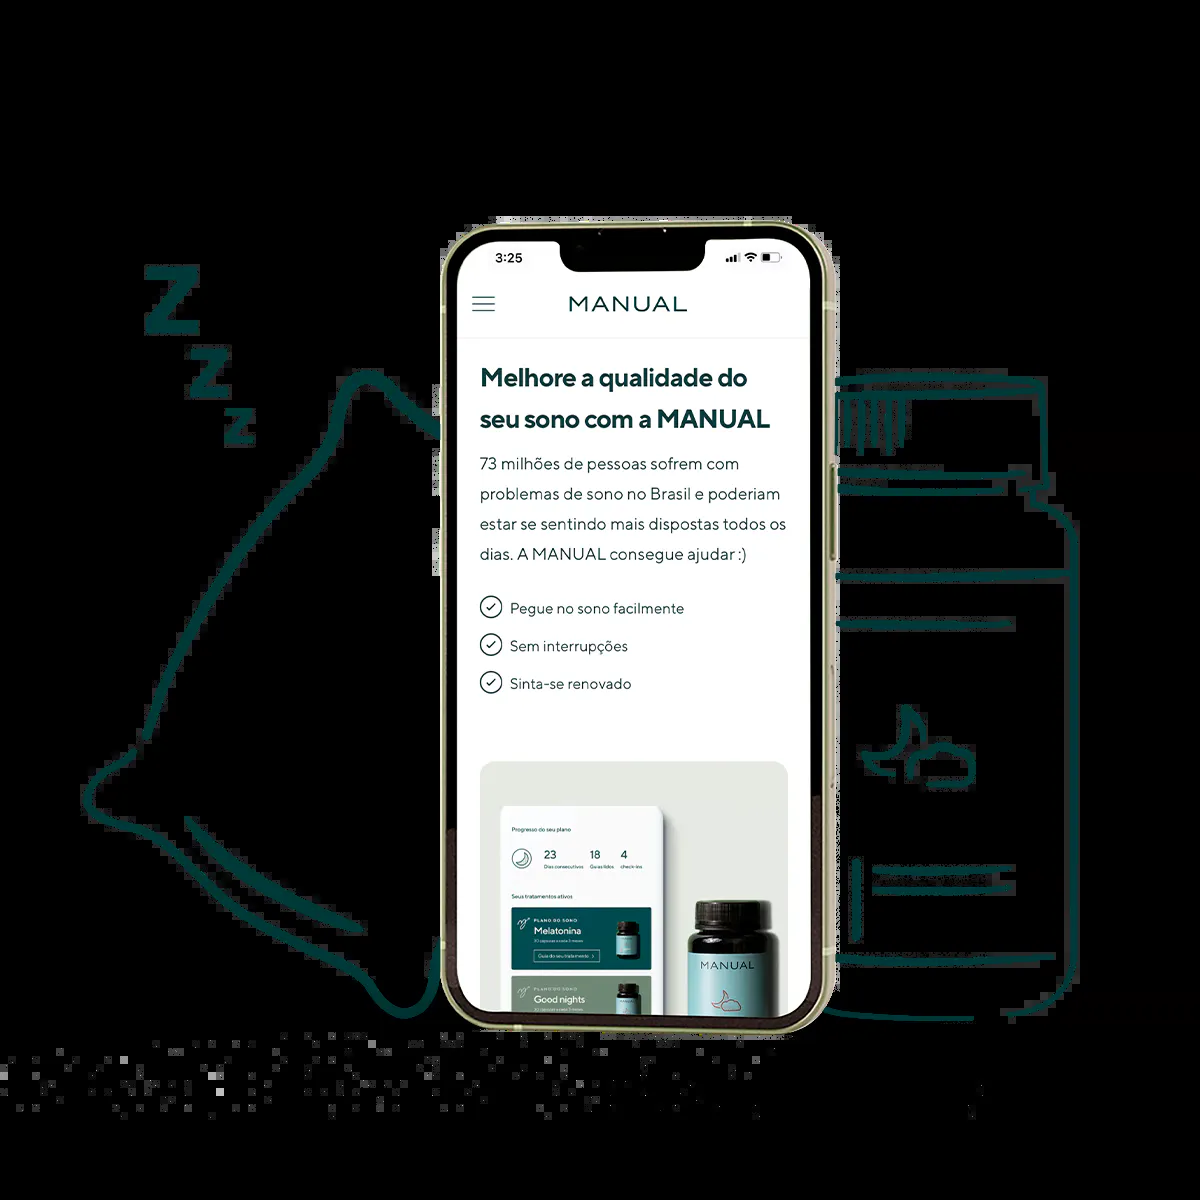 Z
Z
Z
3:25
MANUAL
Melhore a qualidade do
seu sono com a MANUAL
73 milhões de pessoas sofrem com
problemas de sono no Brasil e poderiam
estar se sentindo mais dispostas todos os
dias. A MANUAL consegue ajudar :)
Pegue no sono facilmente
Sem interrupções
Sinta-se renovado
Progresso do seu plano
23 18 4
Dias consecutivos Guias lidos check-ins
Seus tratamentos ativos
PLANO DO SONO
Melatonina
Guia do seu tratamento
PLANO DO SONO
Good nights
MANUAL
MANUAL